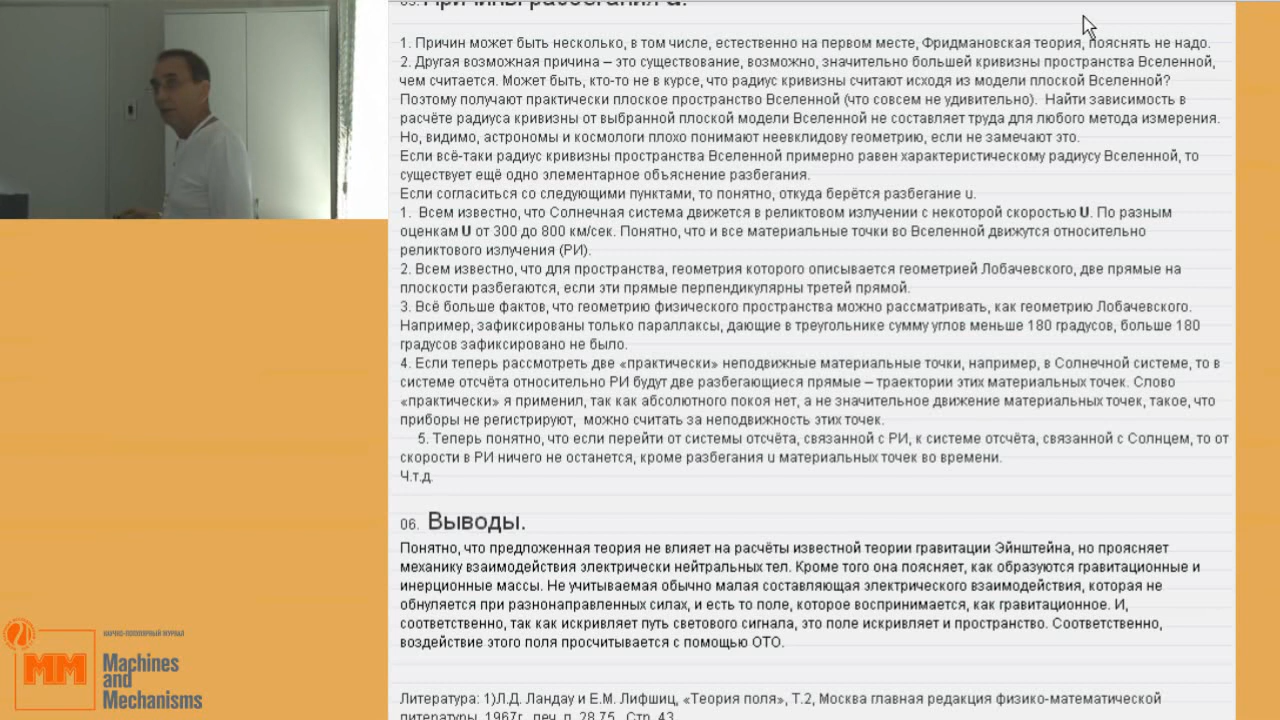 05. Причины разбегания u.
1. Причин может быть несколько, в том числе, естественно на первом месте, Фридмановская теория, пояснять не надо.
2. Другая возможная причина – это существование, возможно, значительно большей кривизны пространства Вселенной,
чем считается. Может быть, кто-то не в курсе, что радиус кривизны считают исходя из модели плоской Вселенной?
Поэтому получают практически плоское пространство Вселенной (что совсем не удивительно). Найти зависимость в
расчёте радиуса кривизны от выбранной плоской модели Вселенной не составляет труда для любого метода измерения.
Но, видимо, астрономы и космологи плохо понимают неевклидову геометрию, если не замечают это.
Если всё-таки радиус кривизны пространства Вселенной примерно равен характеристическому радиусу Вселенной, то
существует ещё одно элементарное объяснение разбегания.
Если согласиться со следующими пунктами, то понятно, откуда берётся разбегание u.
1. Всем известно, что Солнечная система движется в реликтовом излучении с некоторой скоростью U. По разным
оценкам U от 300 до 800 км/сек. Понятно, что и все материальные точки во Вселенной движутся относительно
реликтового излучения (РИ).
2. Всем известно, что для пространства, геометрия которого описывается геометрией Лобачевского, две прямые на
плоскости разбегаются, если эти прямые перпендикулярны третей прямой.
3. Всё больше фактов, что геометрию физического пространства можно рассматривать, как геометрию Лобачевского.
Например, зафиксированы только параллаксы, дающие в треугольнике сумму углов меньше 180 градусов, больше 180
градусов зафиксировано не было.
4. Если теперь рассмотреть две «практически» неподвижные материальные точки, например, в Солнечной системе, то в
системе отсчёта относительно РИ будут две разбегающиеся прямые – траектории этих материальных точек. Слово
«практически» я применил, так как абсолютного покоя нет, а не значительное движение материальных точек, такое, что
приборы не регистрируют, можно считать за неподвижность этих точек.
5. Теперь понятно, что если перейти от системы отсчёта, связанной с РИ, к системе отсчёта, связанной с Солнцем, то от
скорости в РИ ничего не останется, кроме разбегания u материальных точек во времени.
Ч.т.д.
06. Выводы.
Понятно, что предложенная теория не влияет на расчёты известной теории гравитации Эйнштейна, но проясняет
механику взаимодействия электрически нейтральных тел. Кроме того она поясняет, как образуются гравитационные и
инерционные массы. Не учитываемая обычно малая составляющая электрического взаимодействия, которая не
обнуляется при разнонаправленных силах, и есть то поле, которое воспринимается, как гравитационное. И,
соответственно, так как искривляет путь светового сигнала, это поле искривляет и пространство. Соответственно,
воздействие этого поля просчитывается с помощью ОТО.
Литература: 1)Л.Д. Ландау и Е.М. Лифшиц, «Теория поля», Т.2, Москва главная редакция физико-математической
литературы, 1967г., печ. л. 28,75., Стр. 43
НАУЧНО-ПОПУЛЯРНЫЙ ЖУРНАЛ
ММ
Machines
and
Mechanisms